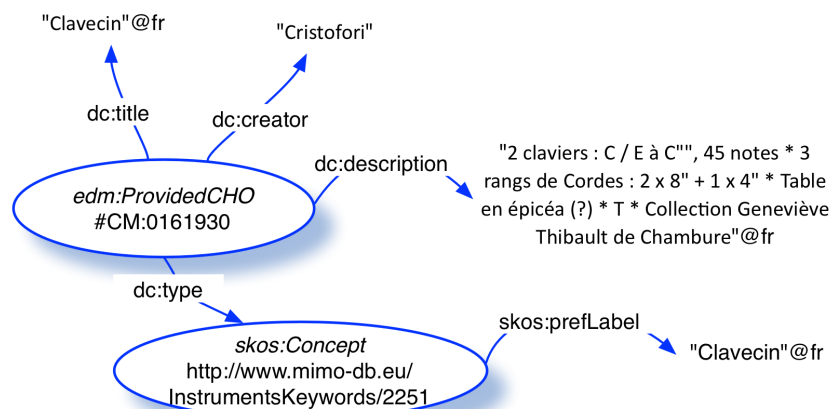 "Clavecin"@fr
"Cristofori"
dc:title
dc:creator
dc:description
"2 claviers : C / E à C"", 45 notes * 3
rangs de Cordes : 2 x 8" + 1 x 4" * Table
en épicéa (?) * T * Collection Geneviève
Thibault de Chambure"@fr
edm:ProvidedCHO
#CM:0161930
dc:type
skos:Concept
http://www.mimo-db.eu/
InstrumentsKeywords/2251
skos:prefLabel
"Clavecin"@fr